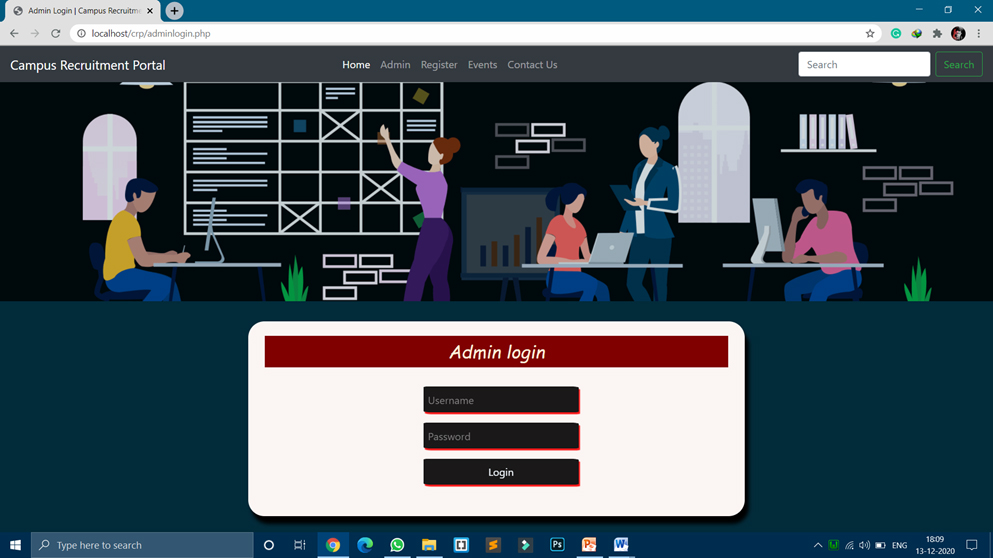 Admin Login | Campus Recruitm
localhost/crp/adminlogin.php
Campus Recruitment Portal
Home Admin Register Events Contact Us
Search Search
Admin login
Username
Password
Login
Type here to search
Ps
ENG
18:09
13-12-2020